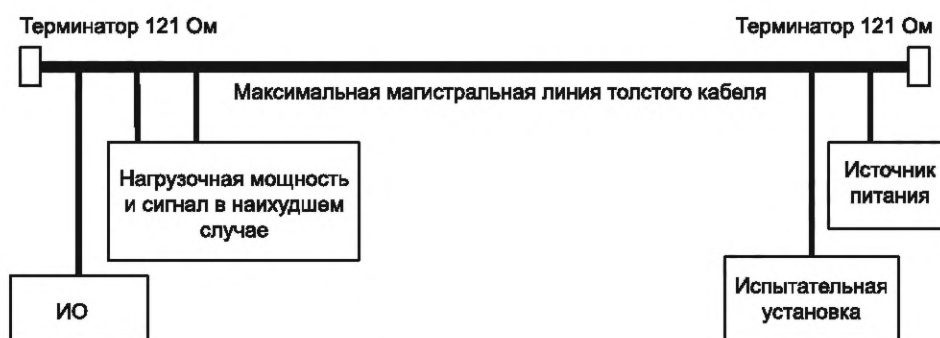 Терминатор 121 Ом
Терминатор 121 Ом
Максимальная магистральная линия толстого кабеля
Нагрузочная мощность
и сигнал в наихудшем
случае
Источник
питания
ИО
Испытательная
установка